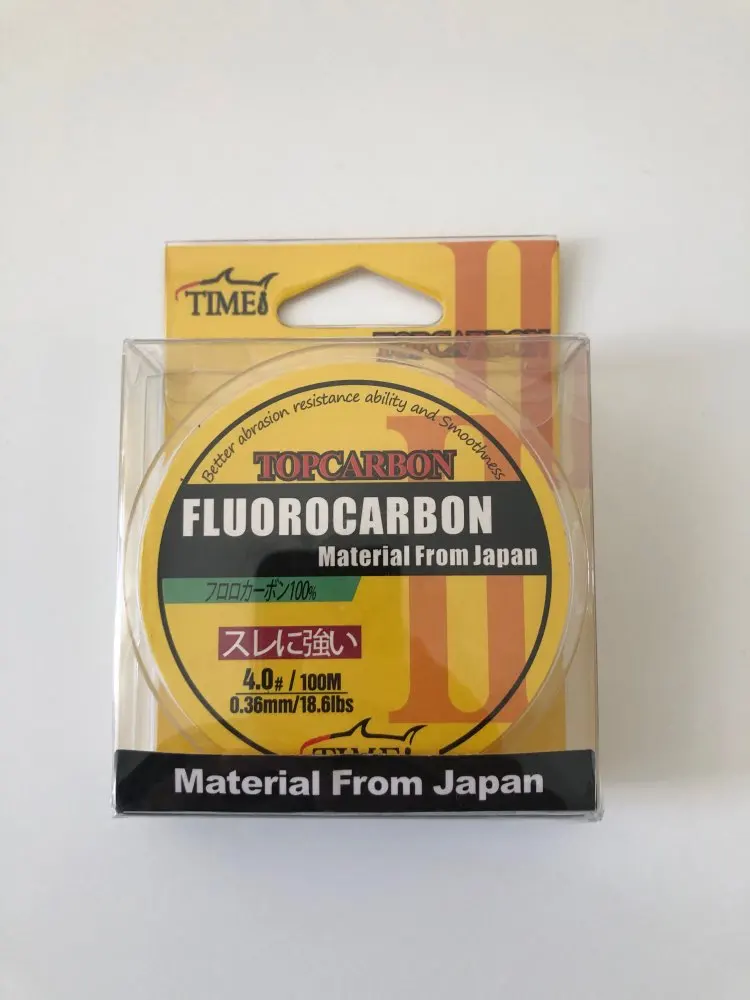 TIME
TOPCARBON
Better abrasion resistance ability and Smoothness
TOPCARBON
FLUOROCARBON
Material From Japan
フロロカーボン100%
スレに強い
4.0# / 100M
0.36mm/18.6lbs
TIME
Material From Japan
II